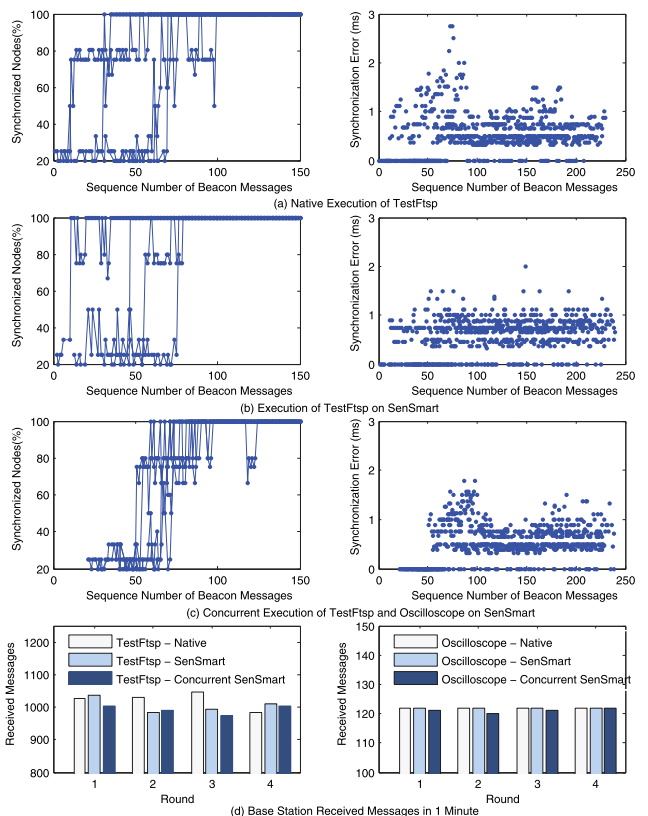 Synchronized Nodes(%)
100
80
60
40
20
0
50
100
150
Sequence Number of Beacon Messages
Synchronization Error (ms)
3
2
1
0
0
50
100
150
200
250
Sequence Number of Beacon Messages
(a) Native Execution of TestFtsp
Synchronized Nodes(%)
100
80
60
40
20
0
50
100
150
Sequence Number of Beacon Messages
Synchronization Error (ms)
3
2
1
0
0
50
100
150
200
250
Sequence Number of Beacon Messages
(b) Execution of TestFtsp on SenSmart
Synchronized Nodes(%)
100
80
60
40
20
0
50
100
150
Sequence Number of Beacon Messages
Synchronization Error (ms)
3
2
1
0
0
50
100
150
200
250
Sequence Number of Beacon Messages
(c) Concurrent Execution of TestFtsp and Oscilloscope on SenSmart
Received Messages
1200
1100
1000
900
800
TestFtsp − Native
TestFtsp − SenSmart
TestFtsp − Concurrent SenSmart
1
2
3
4
Round
Received Messages
150
140
130
120
110
100
Oscilloscope − Native
Oscilloscope − SenSmart
Oscilloscope − Concurrent SenSmart
1
2
3
4
Round
(d) Base Station Received Messages in 1 Minute